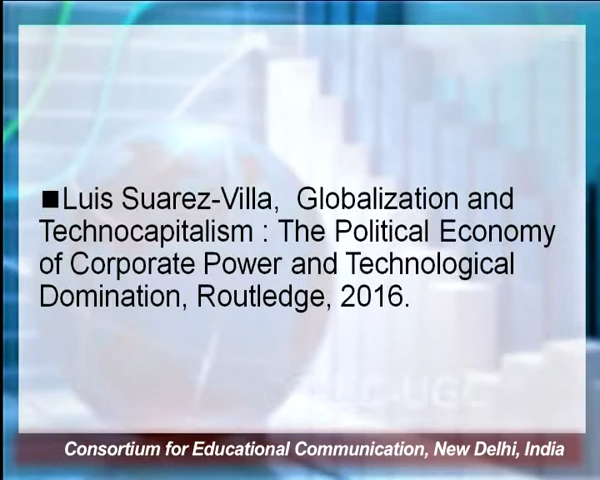 ■Luis Suarez-Villa, Globalization and
Technocapitalism : The Political Economy
of Corporate Power and Technological
Domination, Routledge, 2016.
Consortium for Educational Communication, New Delhi, India